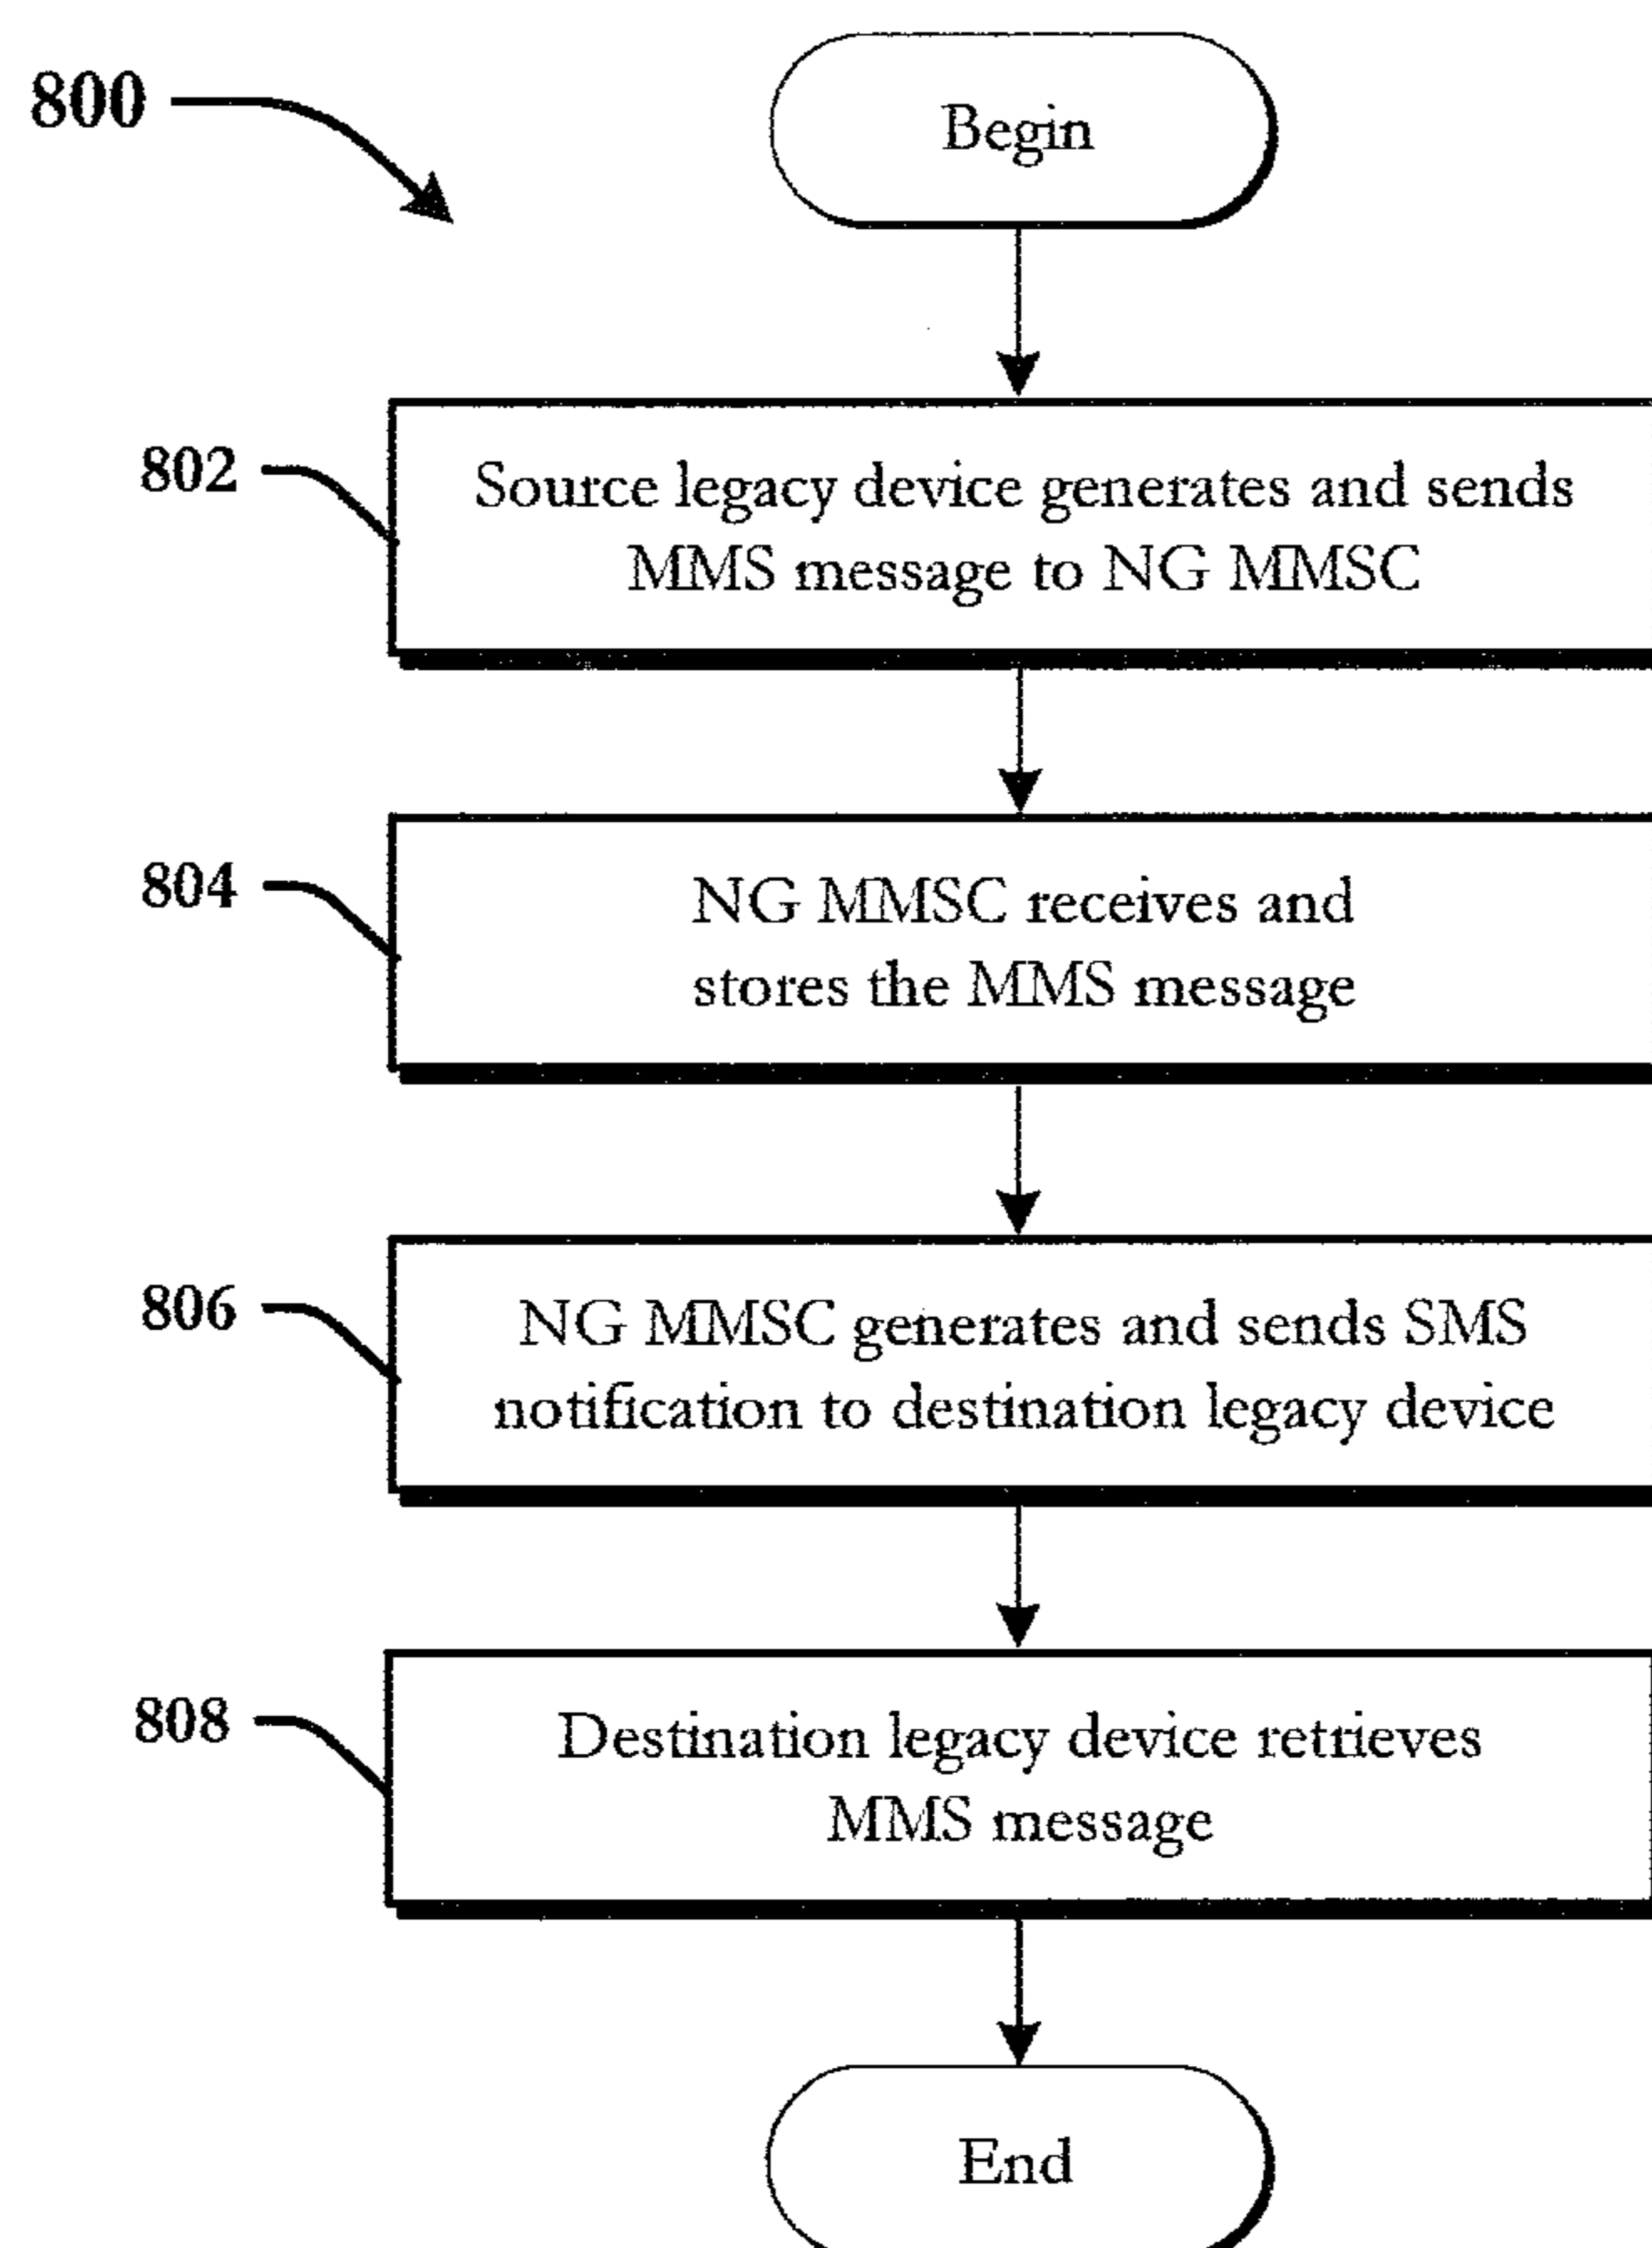 800
Begin
802
Source legacy device generates and sends
MMS message to NG MMSC
804
NG MMSC receives and
stores the MMS message
806
NG MMSC generates and sends SMS
notification to destination legacy device
808
Destination legacy device retrieves
MMS message
End